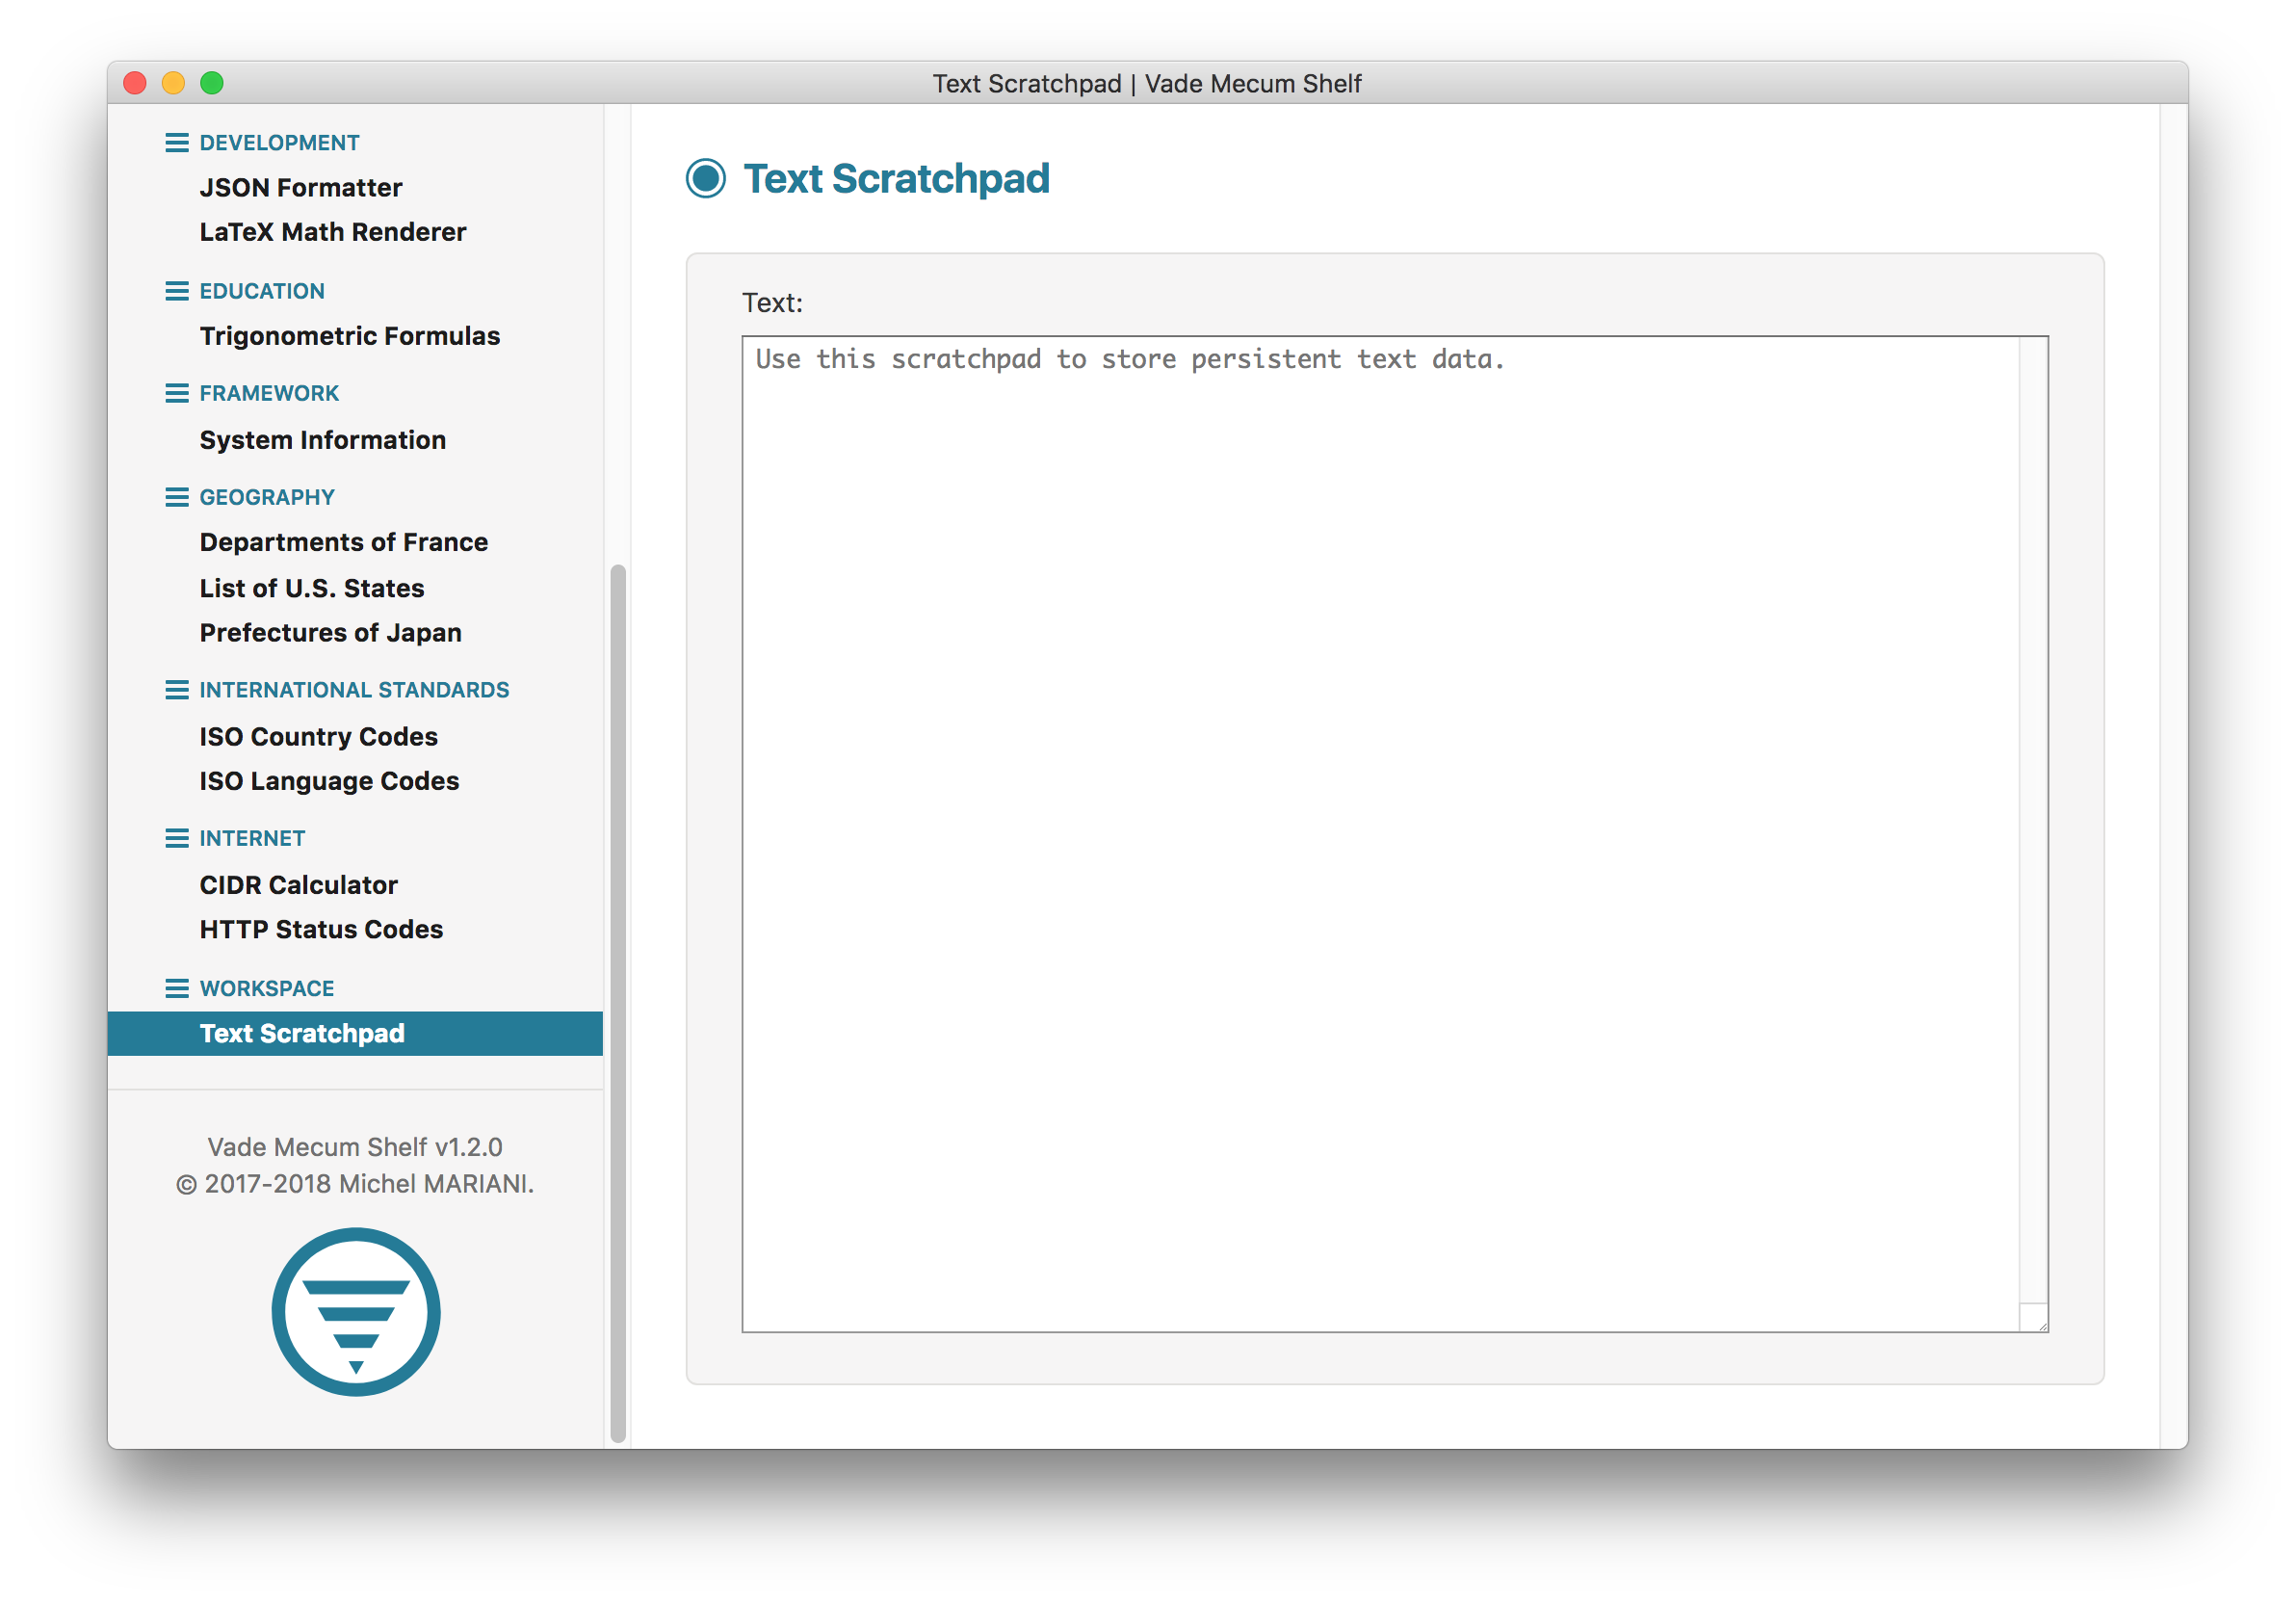 Text Scratchpad | Vade Mecum Shelf
DEVELOPMENT
JSON Formatter
LaTeX Math Renderer
EDUCATION
Trigonometric Formulas
FRAMEWORK
System Information
GEOGRAPHY
Departments of France
List of U.S. States
Prefectures of Japan
INTERNATIONAL STANDARDS
ISO Country Codes
ISO Language Codes
INTERNET
CIDR Calculator
HTTP Status Codes
WORKSPACE
Text Scratchpad
Vade Mecum Shelf v1.2.0
© 2017-2018 Michel MARIANI.
Text Scratchpad
Text:
Use this scratchpad to store persistent text data.